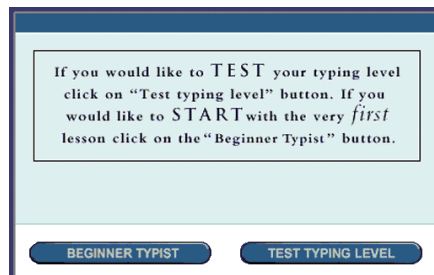 If you would like to TEST your typing level
click on “Test typing level” button. If you
would like to START with the very first
lesson click on the “Beginner Typist” button.
BEGINNER TYPIST
TEST TYPING LEVEL